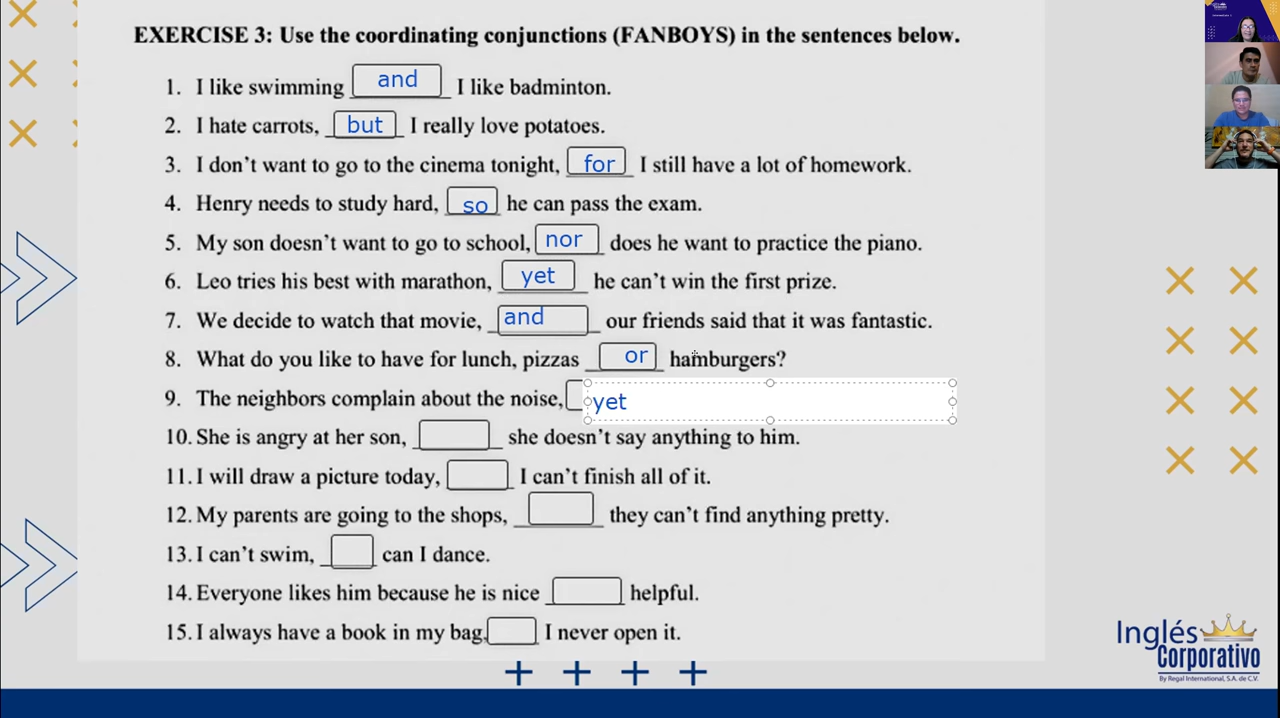 EXERCISE 3: Use the coordinating conjunctions (FANBOYS) in the sentences below.
1. I like swimming and I like badminton.
2. I hate carrots, but I really love potatoes.
3. I don't want to go to the cinema tonight, for I still have a lot of homework.
4. Henry needs to study hard, so he can pass the exam.
5. My son doesn't want to go to school, nor does he want to practice the piano.
6. Leo tries his best with marathon, yet he can't win the first prize.
7. We decide to watch that movie, and our friends said that it was fantastic.
8. What do you like to have for lunch, pizzas or hamburgers?
9. The neighbors complain about the noise, yet
10. She is angry at her son, she doesn't say anything to him.
11. I will draw a picture today, I can't finish all of it.
12. My parents are going to the shops, they can't find anything pretty.
13. I can't swim, can I dance.
14. Everyone likes him because he is nice helpful.
15. I always have a book in my bag, I never open it.
Inglés
Corporativo
By Regal International, S.A. de C.V.